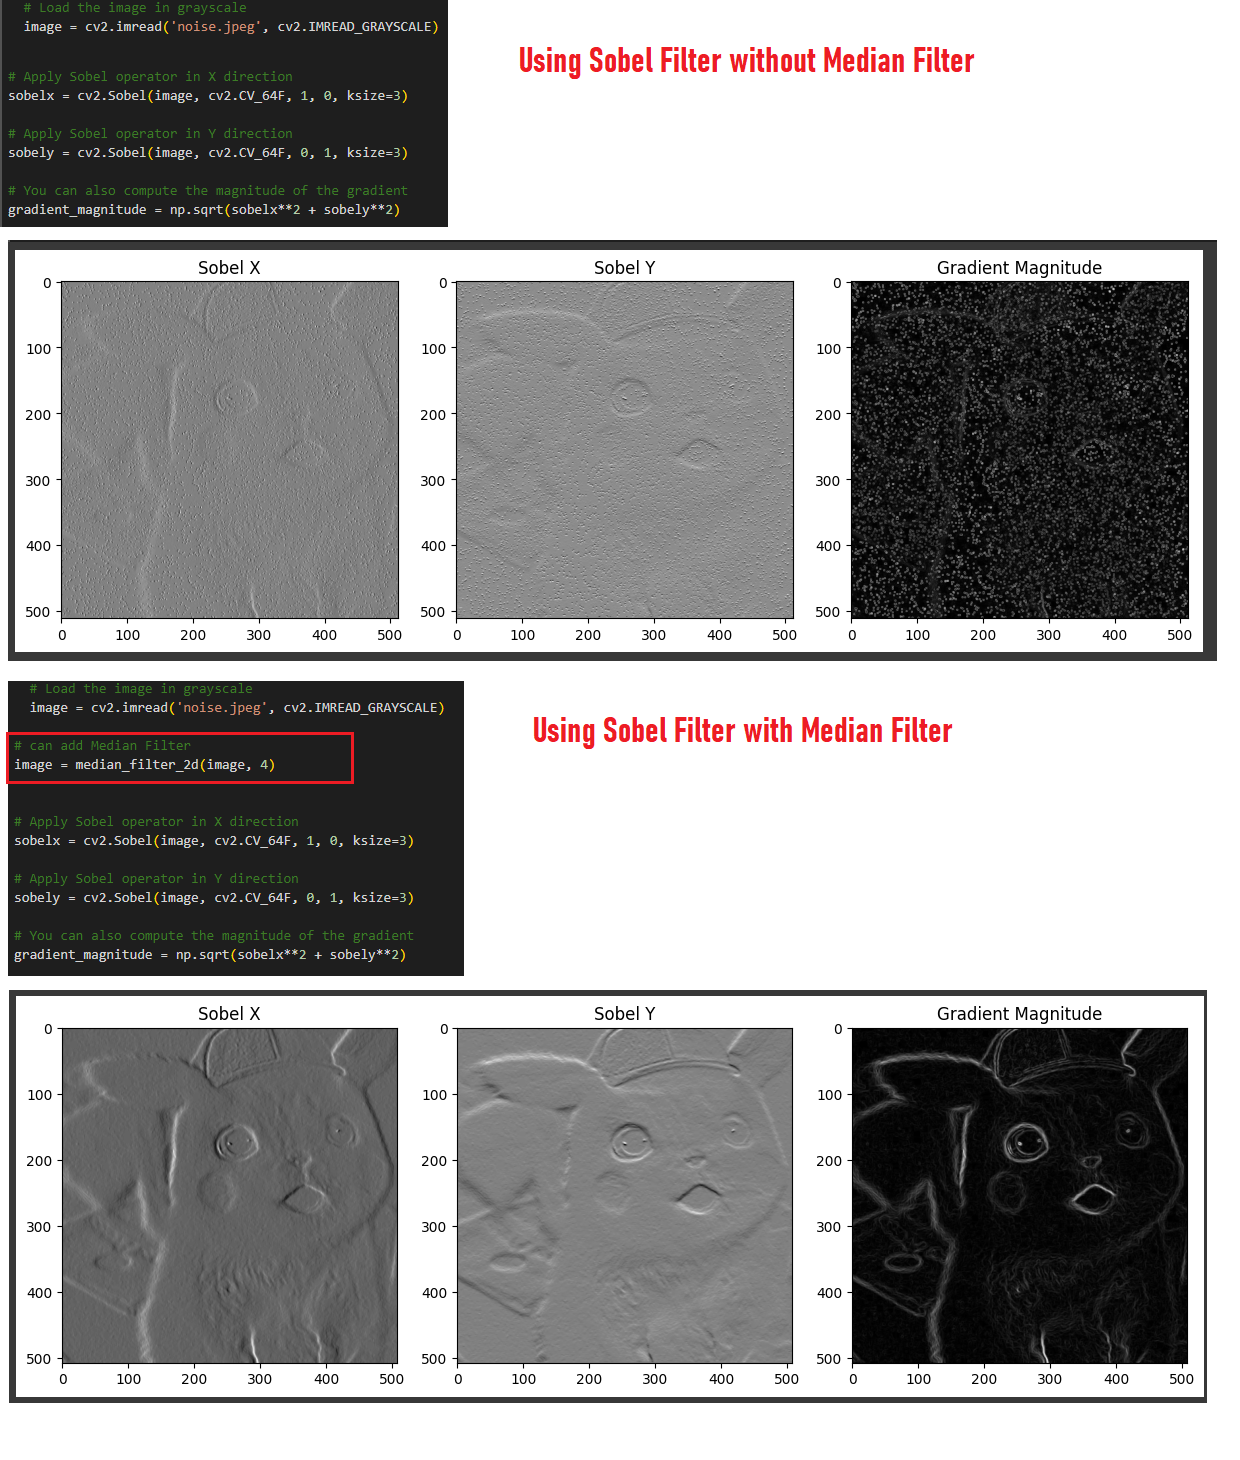 # Load the image in grayscale
image = cv2.imread('noise.jpeg', cv2.IMREAD_GRAYSCALE)
Using Sobel Filter without Median Filter
# Apply Sobel operator in X direction
sobelx = cv2.Sobel(image, cv2.CV_64F, 1, 0, ksize=3)
# Apply Sobel operator in Y direction
sobely = cv2.Sobel(image, cv2.CV_64F, 0, 1, ksize=3)
# You can also compute the magnitude of the gradient
gradient_magnitude = np.sqrt(sobelx**2 + sobely**2)
Sobel X
0
100
200
300
400
500
0 100 200 300 400 500
Sobel Y
0
100
200
300
400
500
0 100 200 300 400 500
Gradient Magnitude
0
100
200
300
400
500
0 100 200 300 400 500
# Load the image in grayscale
image = cv2.imread('noise.jpeg', cv2.IMREAD_GRAYSCALE)
Using Sobel Filter with Median Filter
# can add Median Filter
image = median_filter_2d(image, 4)
# Apply Sobel operator in X direction
sobelx = cv2.Sobel(image, cv2.CV_64F, 1, 0, ksize=3)
# Apply Sobel operator in Y direction
sobely = cv2.Sobel(image, cv2.CV_64F, 0, 1, ksize=3)
# You can also compute the magnitude of the gradient
gradient_magnitude = np.sqrt(sobelx**2 + sobely**2)
Sobel X
0
100
200
300
400
500
0 100 200 300 400 500
Sobel Y
0
100
200
300
400
500
0 100 200 300 400 500
Gradient Magnitude
0
100
200
300
400
500
0 100 200 300 400 500